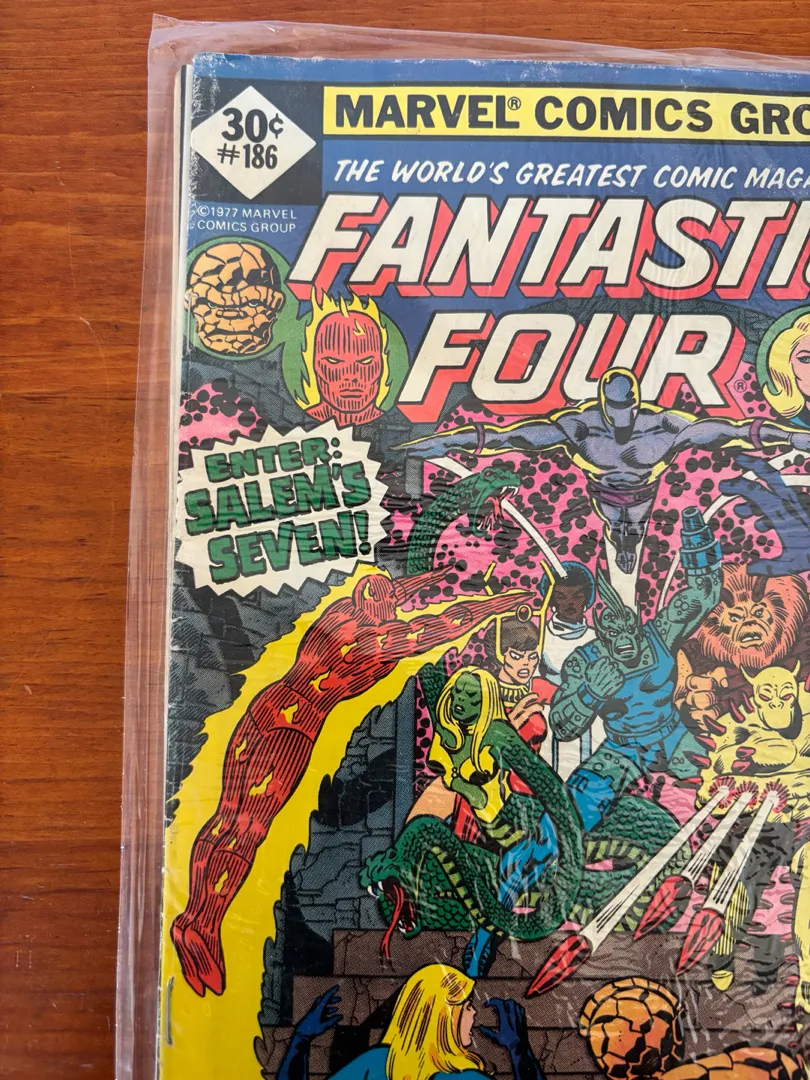 30¢
#186
MARVEL® COMICS GRO
THE WORLD'S GREATEST COMIC MAGA
©1977 MARVEL
COMICS GROUP
FANTASTIC
FOUR®
ENTER:
SALEM'S
SEVEN!